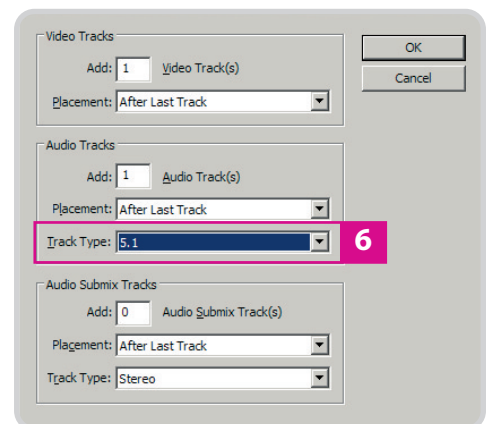 Video Tracks
OK
Add: 1 Video Track(s)
Cancel
Placement: After Last Track
Audio Tracks
Add: 1 Audio Track(s)
Placement: After Last Track
Track Type: 5.1
6
Audio Submix Tracks
Add: 0 Audio Submix Track(s)
Placement: After Last Track
Track Type: Stereo